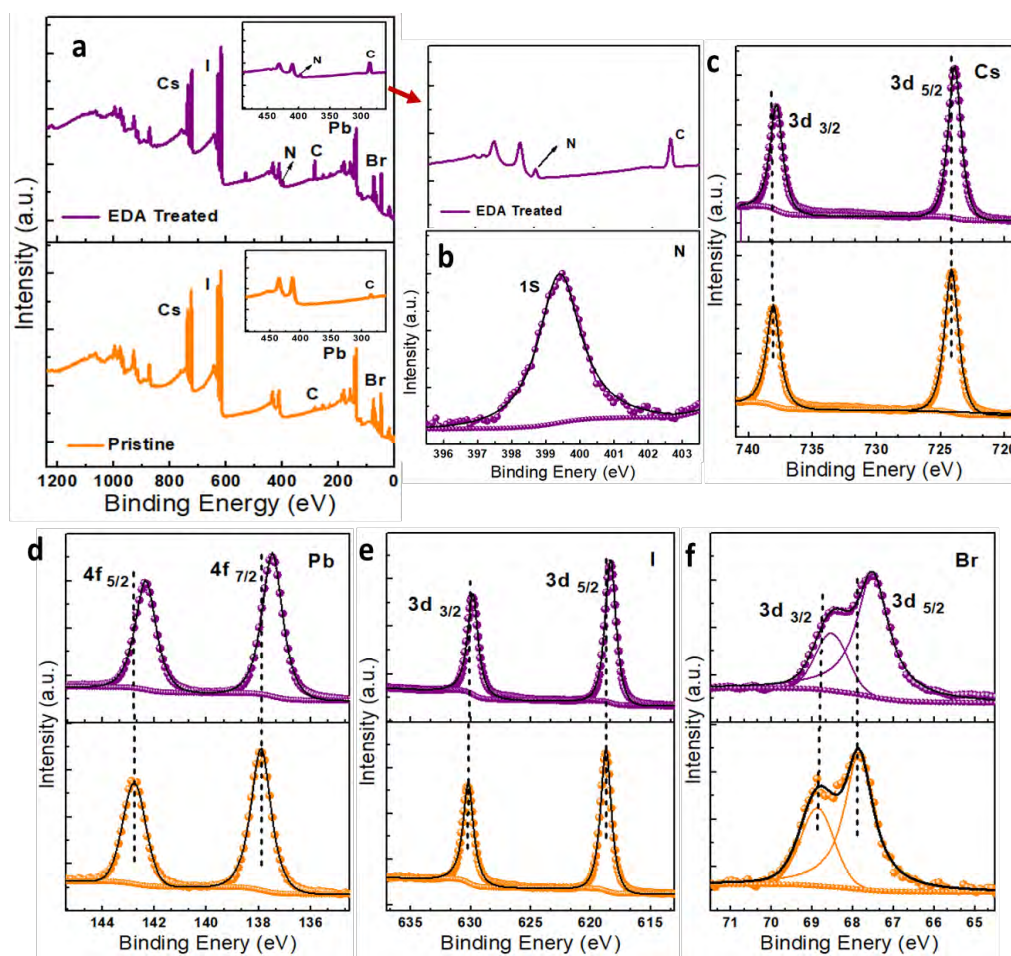 a
I
Cs
Pb
N
C
Br
N
C
450 400 350 300
EDA Treated
I
Cs
Pb
C
Br
C
450 400 350 300
Pristine
Intensity (a.u.)
1200 1000 800 600 400 200 0
Binding Energy (eV)
N
C
EDA Treated
b
N
1S
Intensity (a.u.)
396 397 398 399 400 401 402 403
Binding Enery (eV)
c
Cs
3d 5/2
3d 3/2
Intensity (a.u.)
740 735 730 725 720
Binding Enery (eV)
d
Pb
4f 5/2
4f 7/2
Intensity (a.u.)
144 142 140 138 136
Binding Enery (eV)
e
I
3d 3/2
3d 5/2
Intensity (a.u.)
635 630 625 620 615
Binding Enery (eV)
f
Br
3d 3/2
3d 5/2
Intensity (a.u.)
71 70 69 68 67 66 65
Binding Enery (eV)